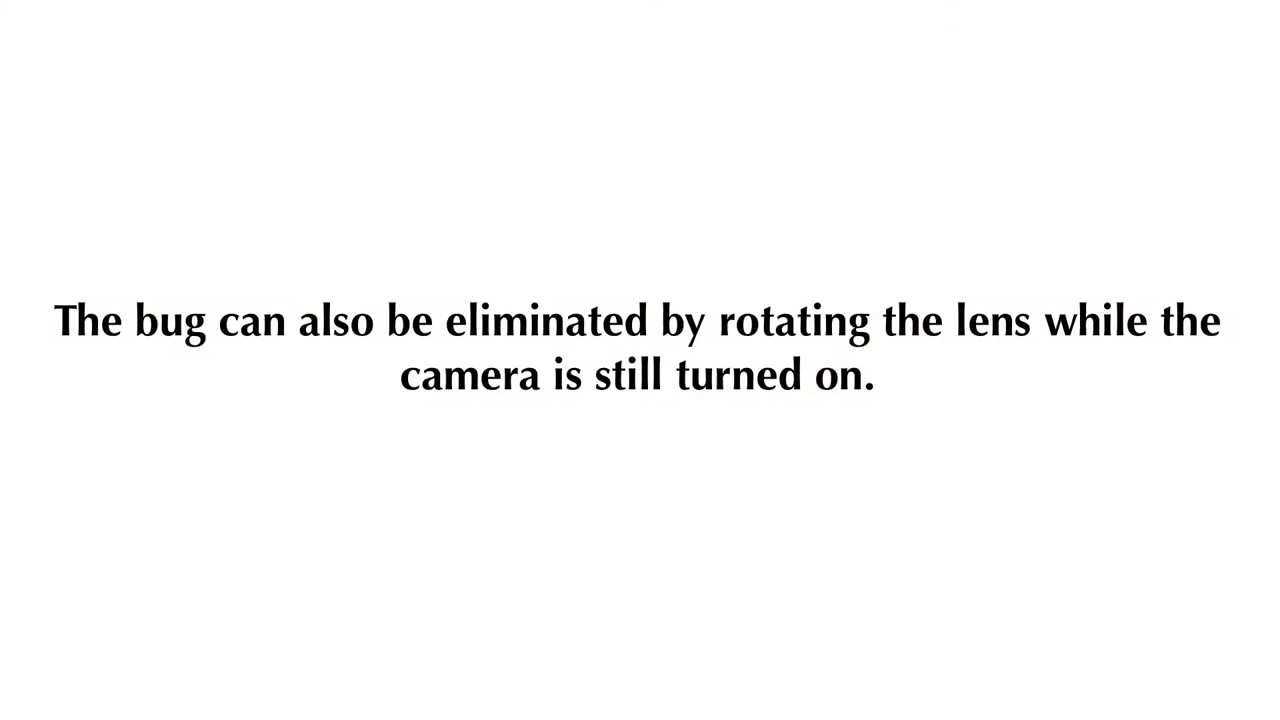 The bug can also be eliminated by rotating the lens while the
camera is still turned on.